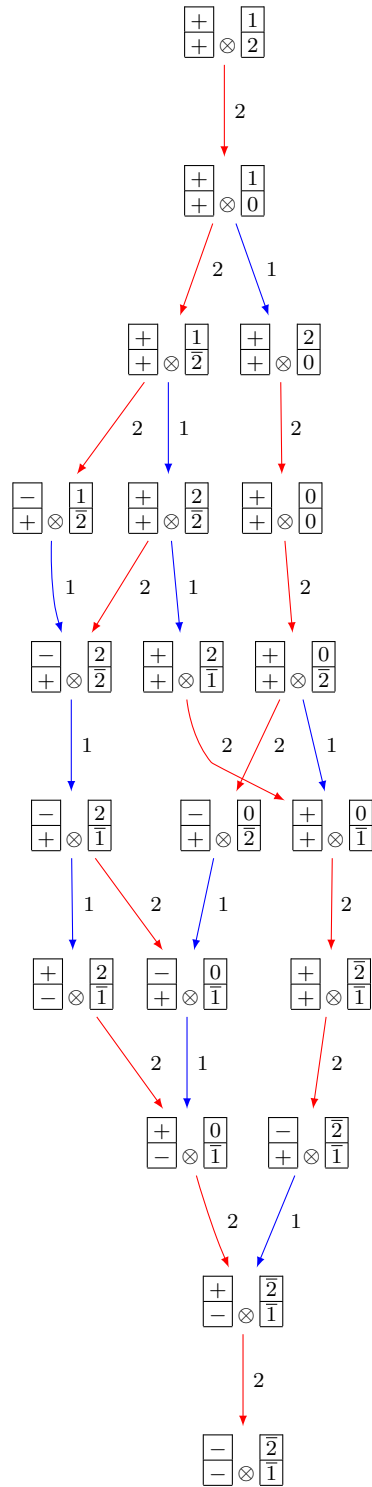 + 1
+ ⊗ 2
2
+ 1
+ ⊗ 0
2 1
+ 1 + 2
+ ⊗ 2̅ + ⊗ 0
2 1 2
− 1 + 2 + 0
+ ⊗ 2̅ + ⊗ 2̅ + ⊗ 0
1 2 1 2
− 2 + 2 + 0
+ ⊗ 2̅ + ⊗ 1̅ + ⊗ 2̅
1 2 2 1
− 2 − 0 + 0
+ ⊗ 1̅ + ⊗ 2̅ + ⊗ 1̅
1 2 1 2
+ 2 − 0 + 2̅
− ⊗ 1̅ + ⊗ 1̅ + ⊗ 1̅
2 1 2
+ 0 − 2̅
− ⊗ 1̅ + ⊗ 1̅
2 1
+ 2̅
− ⊗ 1̅
2
− 2̅
− ⊗ 1̅